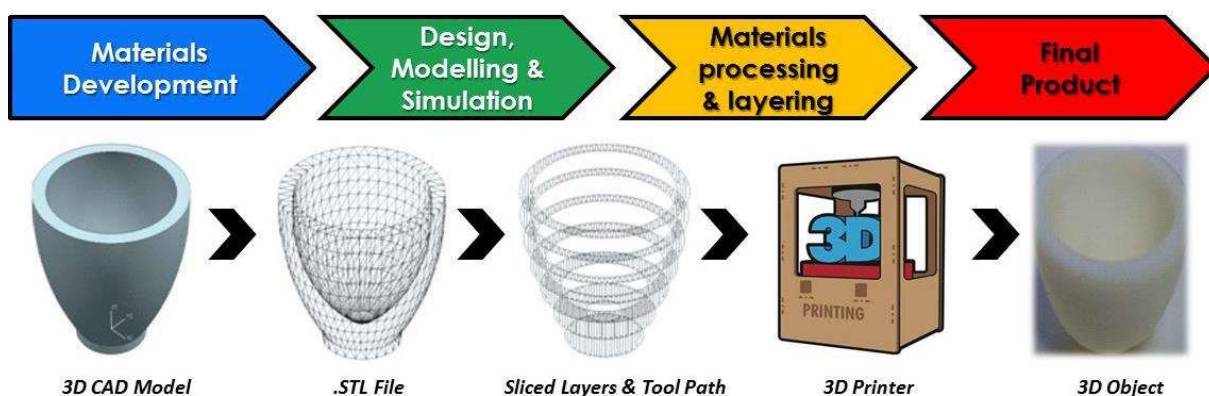 Materials
Development
Design,
Modelling &
Simulation
Materials
processing
& layering
Final
Product
3D
PRINTING
3D CAD Model
.STL File
Sliced Layers & Tool Path
3D Printer
3D Object